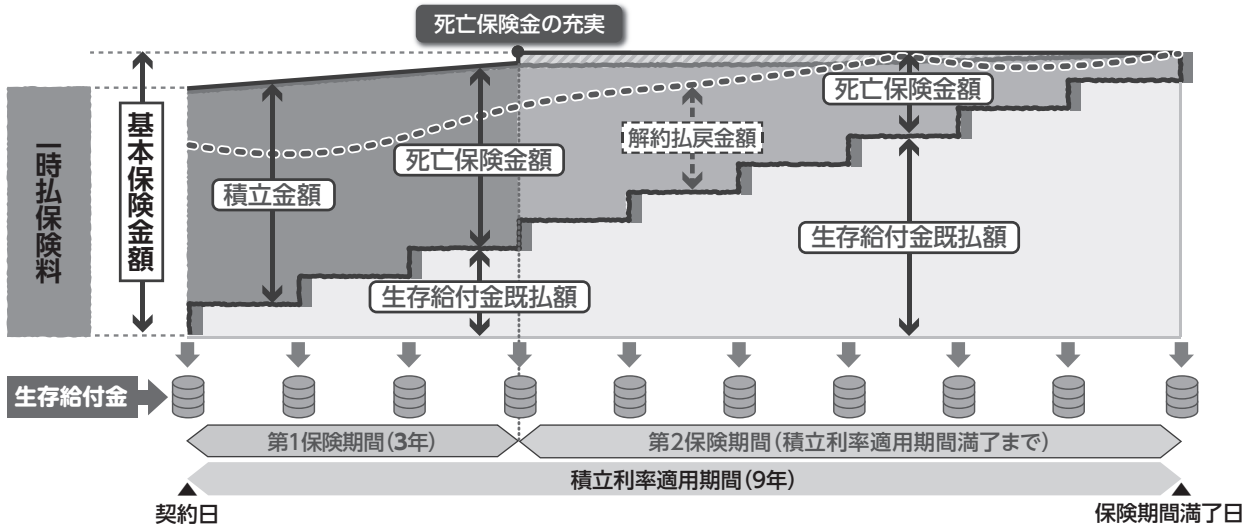 死亡保険金の充実
一時払保険料
基本保険金額
積立金額
死亡保険金額
生存給付金既払額
解約払戻金額
死亡保険金額
生存給付金既払額
生存給付金
第1保険期間(3年)
第2保険期間(積立利率適用期間満了まで)
積立利率適用期間(9年)
契約日
保険期間満了日